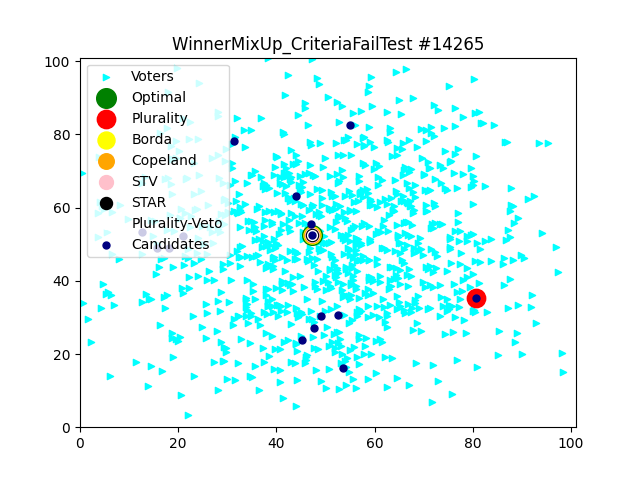 WinnerMixUp_CriteriaFailTest #14265
Voters
Optimal
Plurality
Borda
Copeland
STV
STAR
Plurality-Veto
Candidates
100
80
60
40
20
0
0 20 40 60 80 100